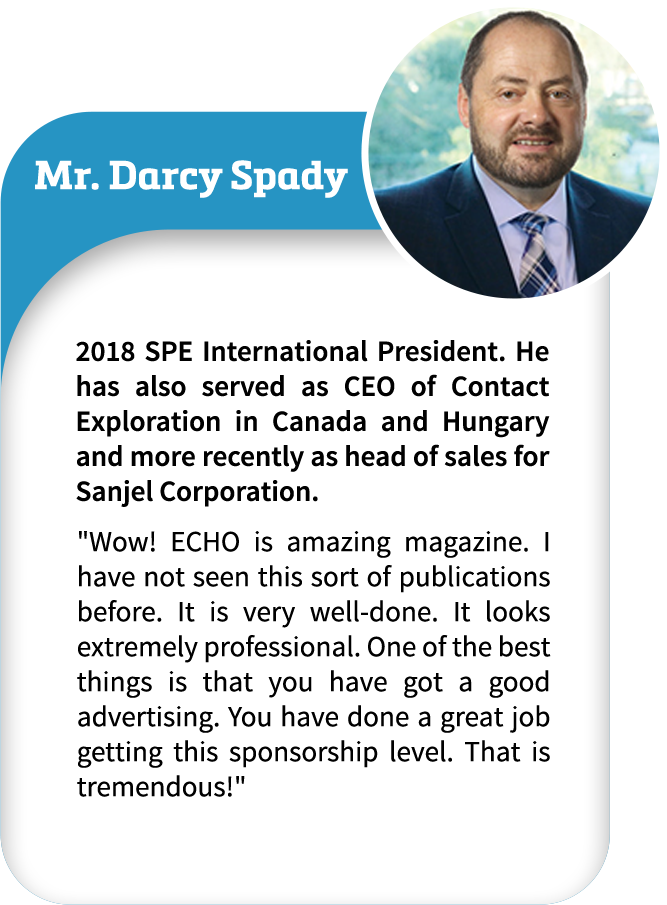 Mr. Darcy Spady
2018 SPE International President. He
has also served as CEO of Contact
Exploration in Canada and Hungary
and more recently as head of sales for
Sanjel Corporation.
"Wow! ECHO is amazing magazine. I
have not seen this sort of publications
before. It is very well-done. It looks
extremely professional. One of the best
things is that you have got a good
advertising. You have done a great job
getting this sponsorship level. That is
tremendous!"